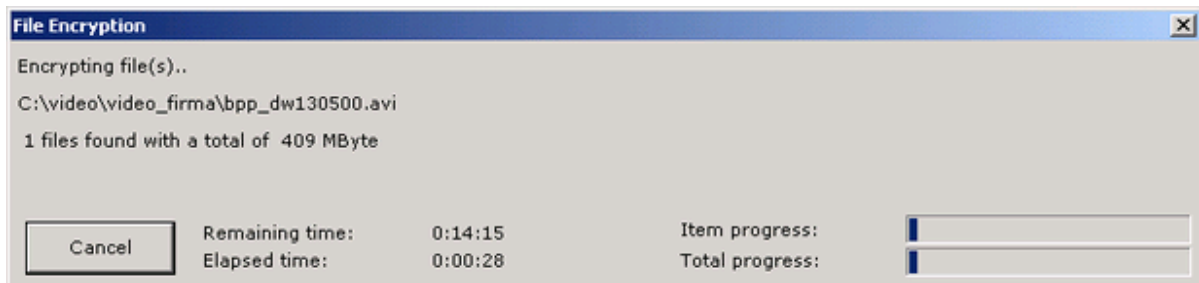 File Encryption
Encrypting file(s)..
C:\video\video_firma\bpp_dw130500.avi
1 files found with a total of 409 MByte
Cancel
Remaining time: 0:14:15 Item progress:
Elapsed time: 0:00:28 Total progress: